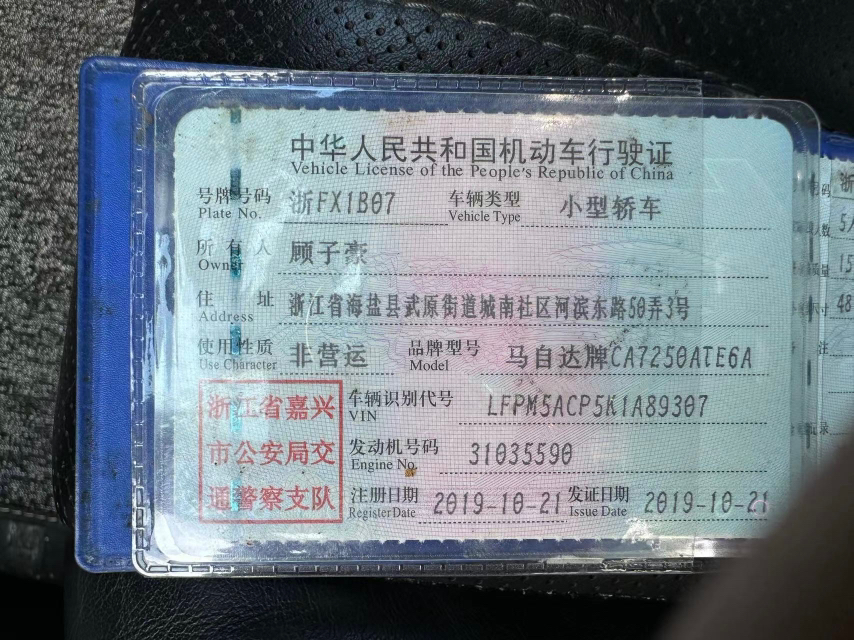 中华人民共和国机动车行驶证
Vehicle License of the People's Republic of China
号牌号码 浙FX1B07 车辆类型 小型轿车
Plate No. Vehicle Type
所有人 顾子豪
Owner
住址 浙江省海盐县武原街道城南社区河滨东路50弄3号
Address
使用性质 非营运 品牌型号 马自达牌CA7250ATE6A
Use Character Model
浙江省嘉兴
市公安局交
通警察支队
车辆识别代号 LFPM5ACP5K1A89307
VIN
发动机号码 31035590
Engine No.
注册日期 2019-10-21 发证日期 2019-10-21
Register Date Issue Date